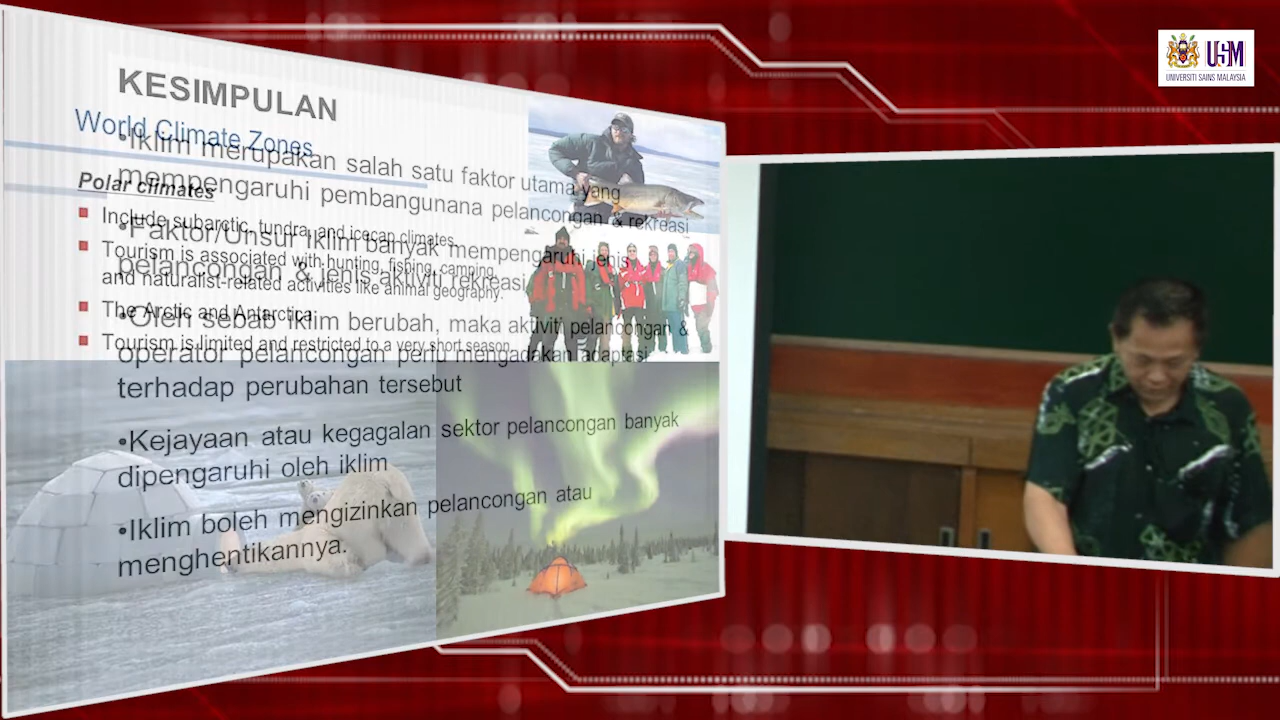 KESIMPULAN
•Iklim merupakan salah satu faktor utama yang
mempengaruhi pembangunana pelancongan & rekreasi
•Faktor/Unsur iklim banyak mempengaruhi jenis
pelancongan & jenis aktiviti rekreasi
•Oleh sebab iklim berubah, maka aktiviti pelancongan &
operator pelancongan perlu mengadakan adaptasi
terhadap perubahan tersebut
•Kejayaan atau kegagalan sektor pelancongan banyak
dipengaruhi oleh iklim
•Iklim boleh mengizinkan pelancongan atau
menghentikannya.
World Climate Zones
Polar climates
Include subarctic, tundra, and icecap climates
Tourism is associated with hunting, fishing, camping,
and naturalist-related activities like animal geography.
The Arctic and Antarctica
Tourism is limited and restricted to a very short season
USM
UNIVERSITI SAINS MALAYSIA